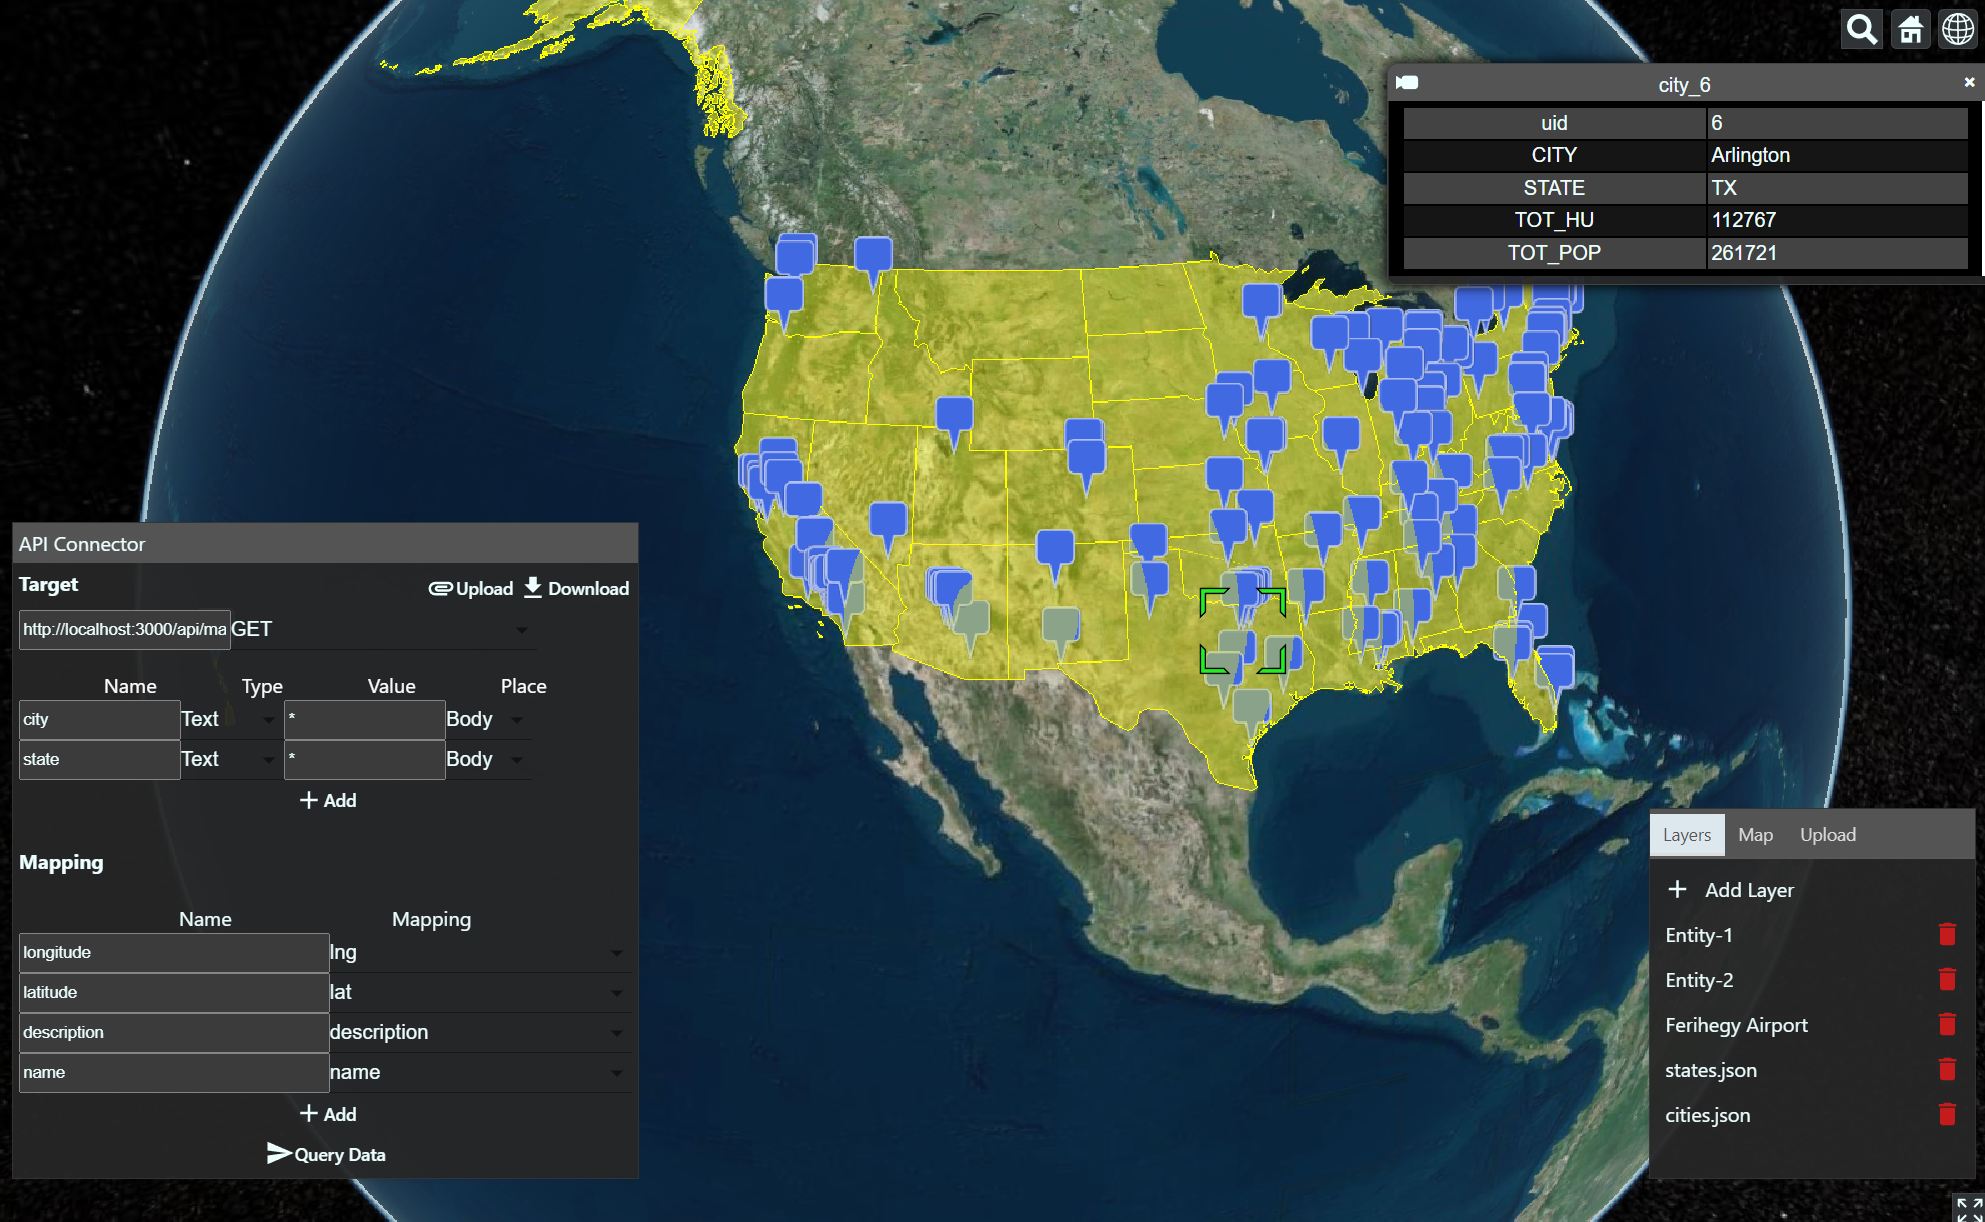 city_6
uid 6
CITY Arlington
STATE TX
TOT_HU 112767
TOT_POP 261721
API Connector
Target
Upload Download
http://localhost:3000/api/ma GET
Name Type Value Place
city Text * Body
state Text * Body
+ Add
Mapping
Name Mapping
longitude lng
latitude lat
description description
name name
+ Add
Query Data
Layers Map Upload
+ Add Layer
Entity-1
Entity-2
Ferihegy Airport
states.json
cities.json